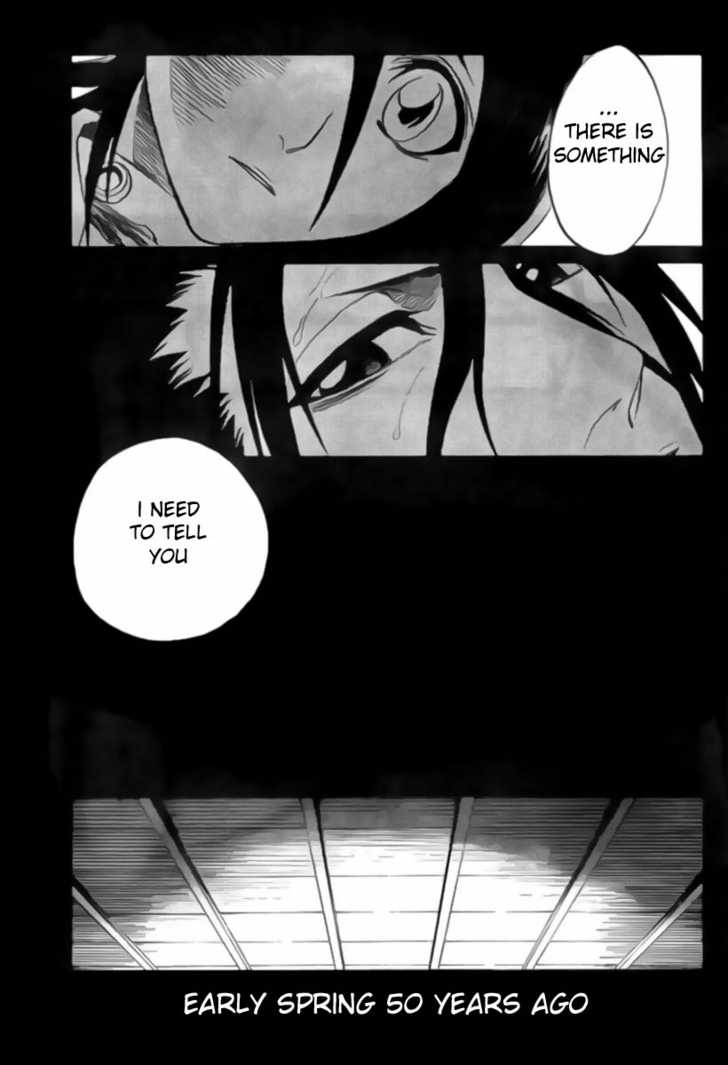 ...
THERE IS
SOMETHING
I NEED
TO TELL
YOU
EARLY SPRING 50 YEARS AGO